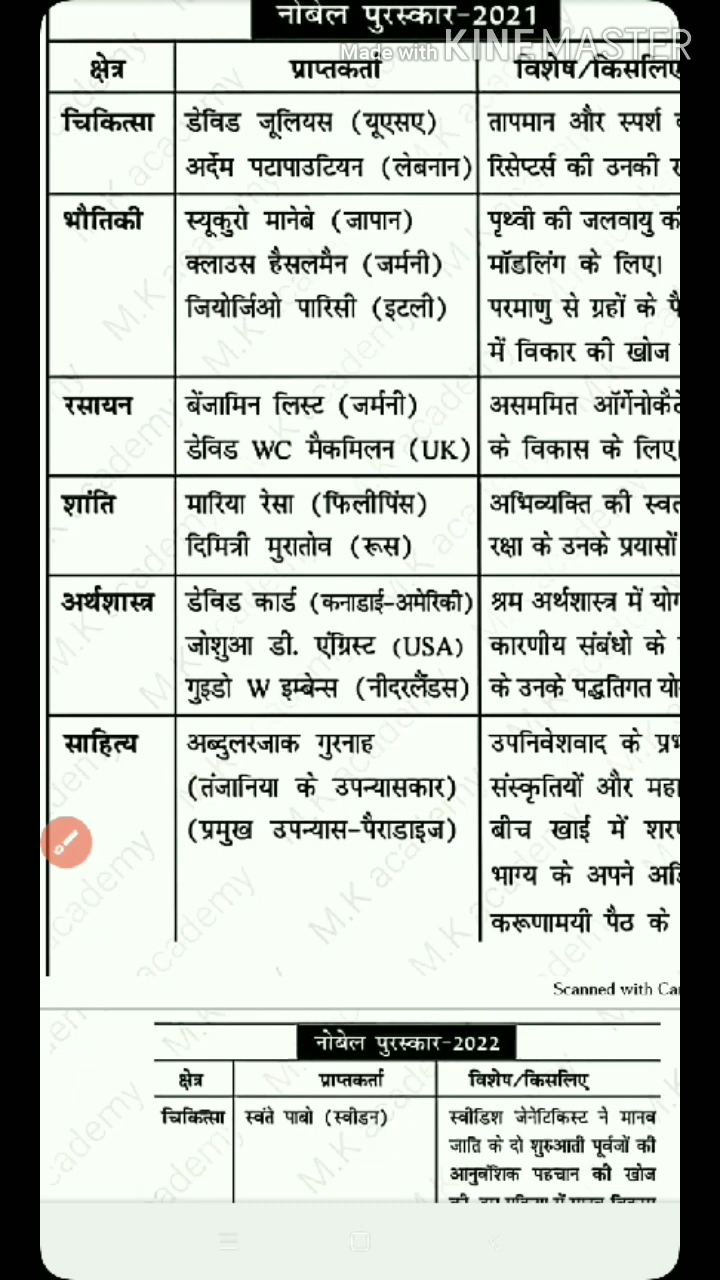 नोबेल पुरस्कार-2021
Made with KINEMASTER
क्षेत्र प्राप्तकर्ता विशेष/किसलिए
चिकित्सा डेविड जूलियस (यूएसए) तापमान और स्पर्श
अर्देम पटापाउटियन (लेबनान) रिसेप्टर्स की उनकी
भौतिकी स्यूकुरो मानेबे (जापान) पृथ्वी की जलवायु की
क्लाउस हैसलमैन (जर्मनी) मॉडलिंग के लिए।
जियोर्जिओ पारिसी (इटली) परमाणु से ग्रहों के
में विकार की खोज
रसायन बेंजामिन लिस्ट (जर्मनी) असममित
डेविड WC मैकमिलन (UK) के विकास के लिए।
शांति मारिया रेसा (फिलीपिंस) अभिव्यक्ति की
दिमित्री मुरातोव (रूस) रक्षा के उनके प्रयासों
अर्थशास्त्र डेविड कार्ड (कनाडाई-अमेरिकी) श्रम अर्थशास्त्र में
जोशुआ डी. एंग्रिस्ट (USA) कारणीय संबंधो के
गुइडो W इम्बेन्स (नीदरलैंडस) के उनके पद्धतिगत
साहित्य अब्दुलरजाक गुरनाह उपनिवेशवाद के
(तंजानिया के उपन्यासकार) संस्कृतियों और
(प्रमुख उपन्यास-पैराडाइज) बीच खाई में
भाग्य के अपने
करूणामयी पैठ के
Scanned with
नोबेल पुरस्कार-2022
क्षेत्र प्राप्तकर्ता विशेष/किसलिए
चिकित्सा स्वंते पाबो (स्वीडन) स्वीडिश जेनेटिकिस्ट ने मानव
जाति के दो शुरुआती पूर्वजों की
आनुवंशिक पहचान की खोज
M.K academy